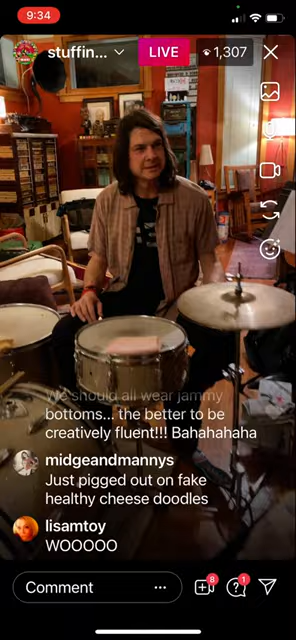 9:34
stuffin...
LIVE
1,307
We should all wear jammy
bottoms... the better to be
creatively fluent!!! Bahahahaha
midgeandmannys
Just pigged out on fake
healthy cheese doodles
lisamtoy
WOOOOO
Comment
8
1